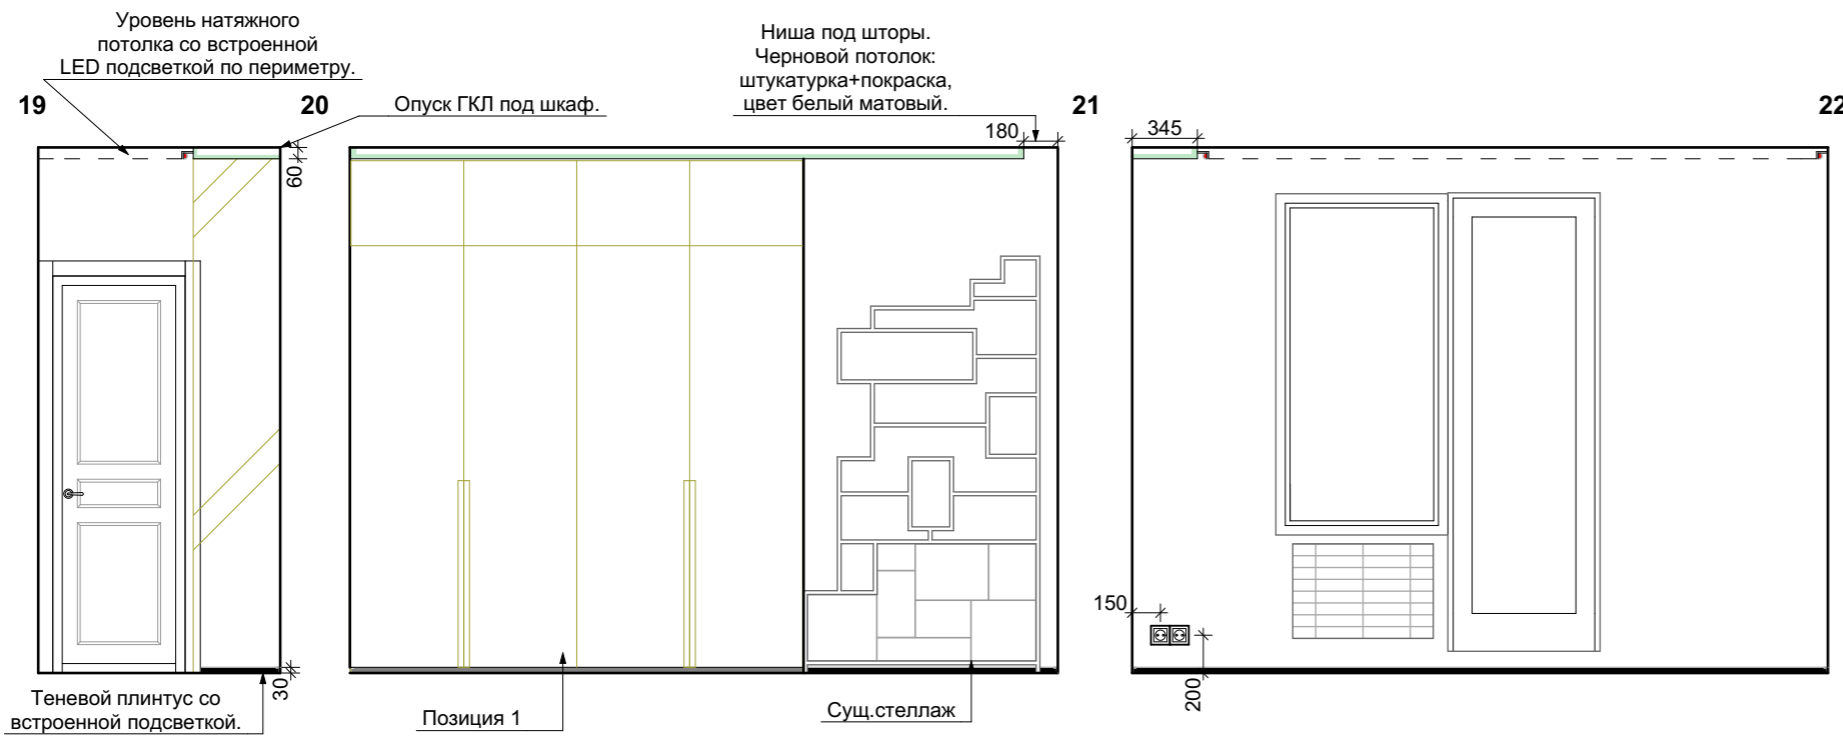 Уровень натяжного
потолка со встроенной
LED подсветкой по периметру.
19
20
Опуск ГКЛ под шкаф.
Ниша под шторы.
Черновой потолок:
штукатурка+покраска,
цвет белый матовый.
21
22
180
345
60
150
200
30
Теневой плинтус со
встроенной подсветкой.
Позиция 1
Сущ.стеллаж